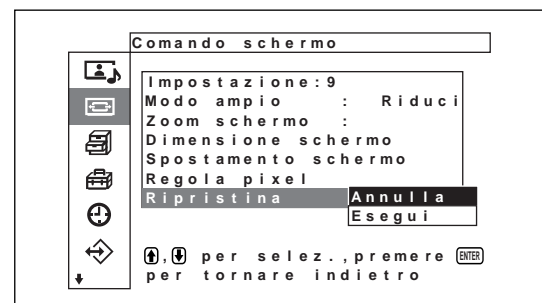 Comando schermo
Impostazione:9
Modo ampio : Riduci
Zoom schermo :
Dimensione schermo
Spostamento schermo
Regola pixel
Ripristina Annulla
Esegui
, per selez.,premere ENTER
per tornare indietro